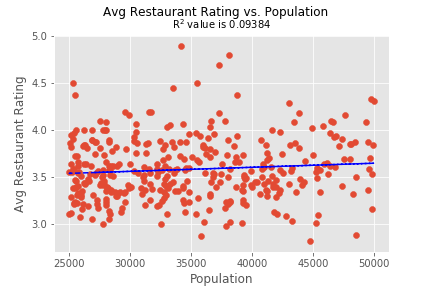 Avg Restaurant Rating vs. Population
R² value is 0.09384
5.0
4.5
4.0
3.5
3.0
Avg Restaurant Rating
25000 30000 35000 40000 45000 50000
Population